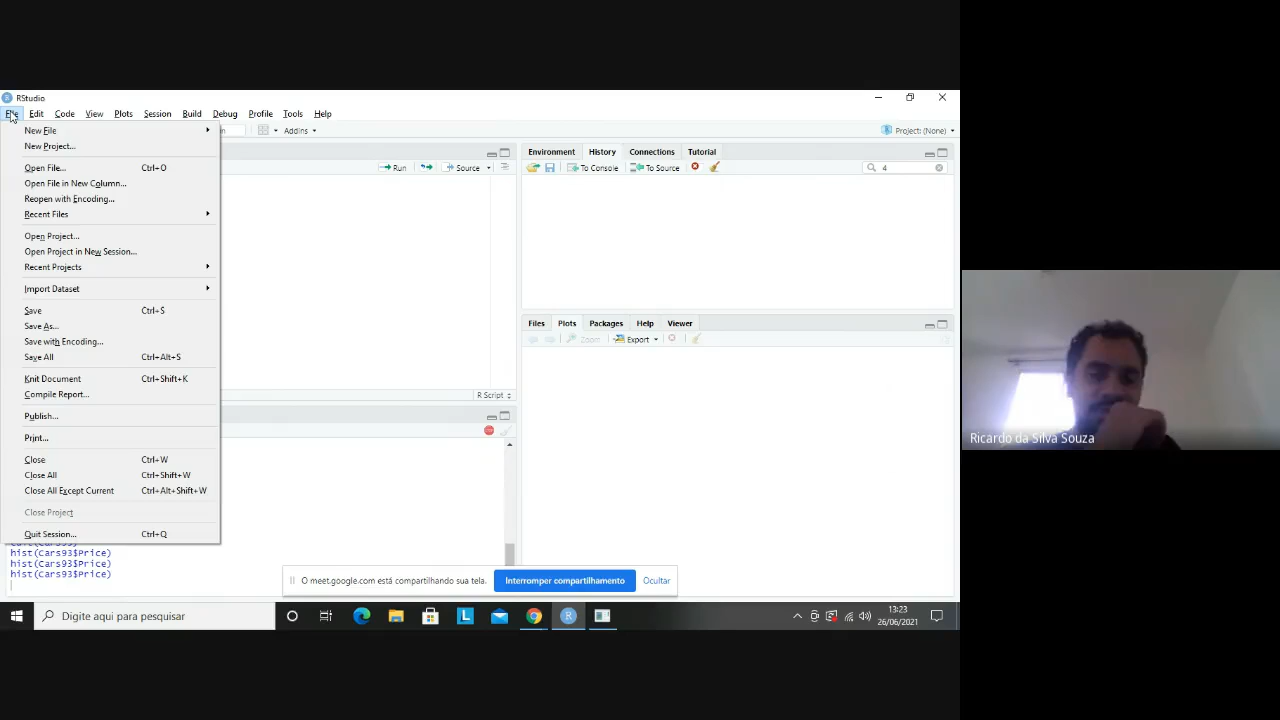 RStudio
File Edit Code View Plots Session Build Debug Profile Tools Help
Addins
Project: (None)
New File
New Project...
Open File... Ctrl+O
Open File in New Column...
Reopen with Encoding...
Recent Files
Open Project...
Open Project in New Session...
Recent Projects
Import Dataset
Save Ctrl+S
Save As...
Save with Encoding...
Save All Ctrl+Alt+S
Knit Document Ctrl+Shift+K
Compile Report...
Publish...
Print...
Close Ctrl+W
Close All Ctrl+Shift+W
Close All Except Current Ctrl+Alt+Shift+W
Close Project
Quit Session... Ctrl+Q
Run Source
R Script
hist(Cars93$Price)
hist(Cars93$Price)
hist(Cars93$Price)
Environment History Connections Tutorial
To Console To Source 4
Files Plots Packages Help Viewer
Zoom Export
O meet.google.com está compartilhando sua tela. Interromper compartilhamento Ocultar
Digite aqui para pesquisar
13:23
26/06/2021
Ricardo da Silva Souza